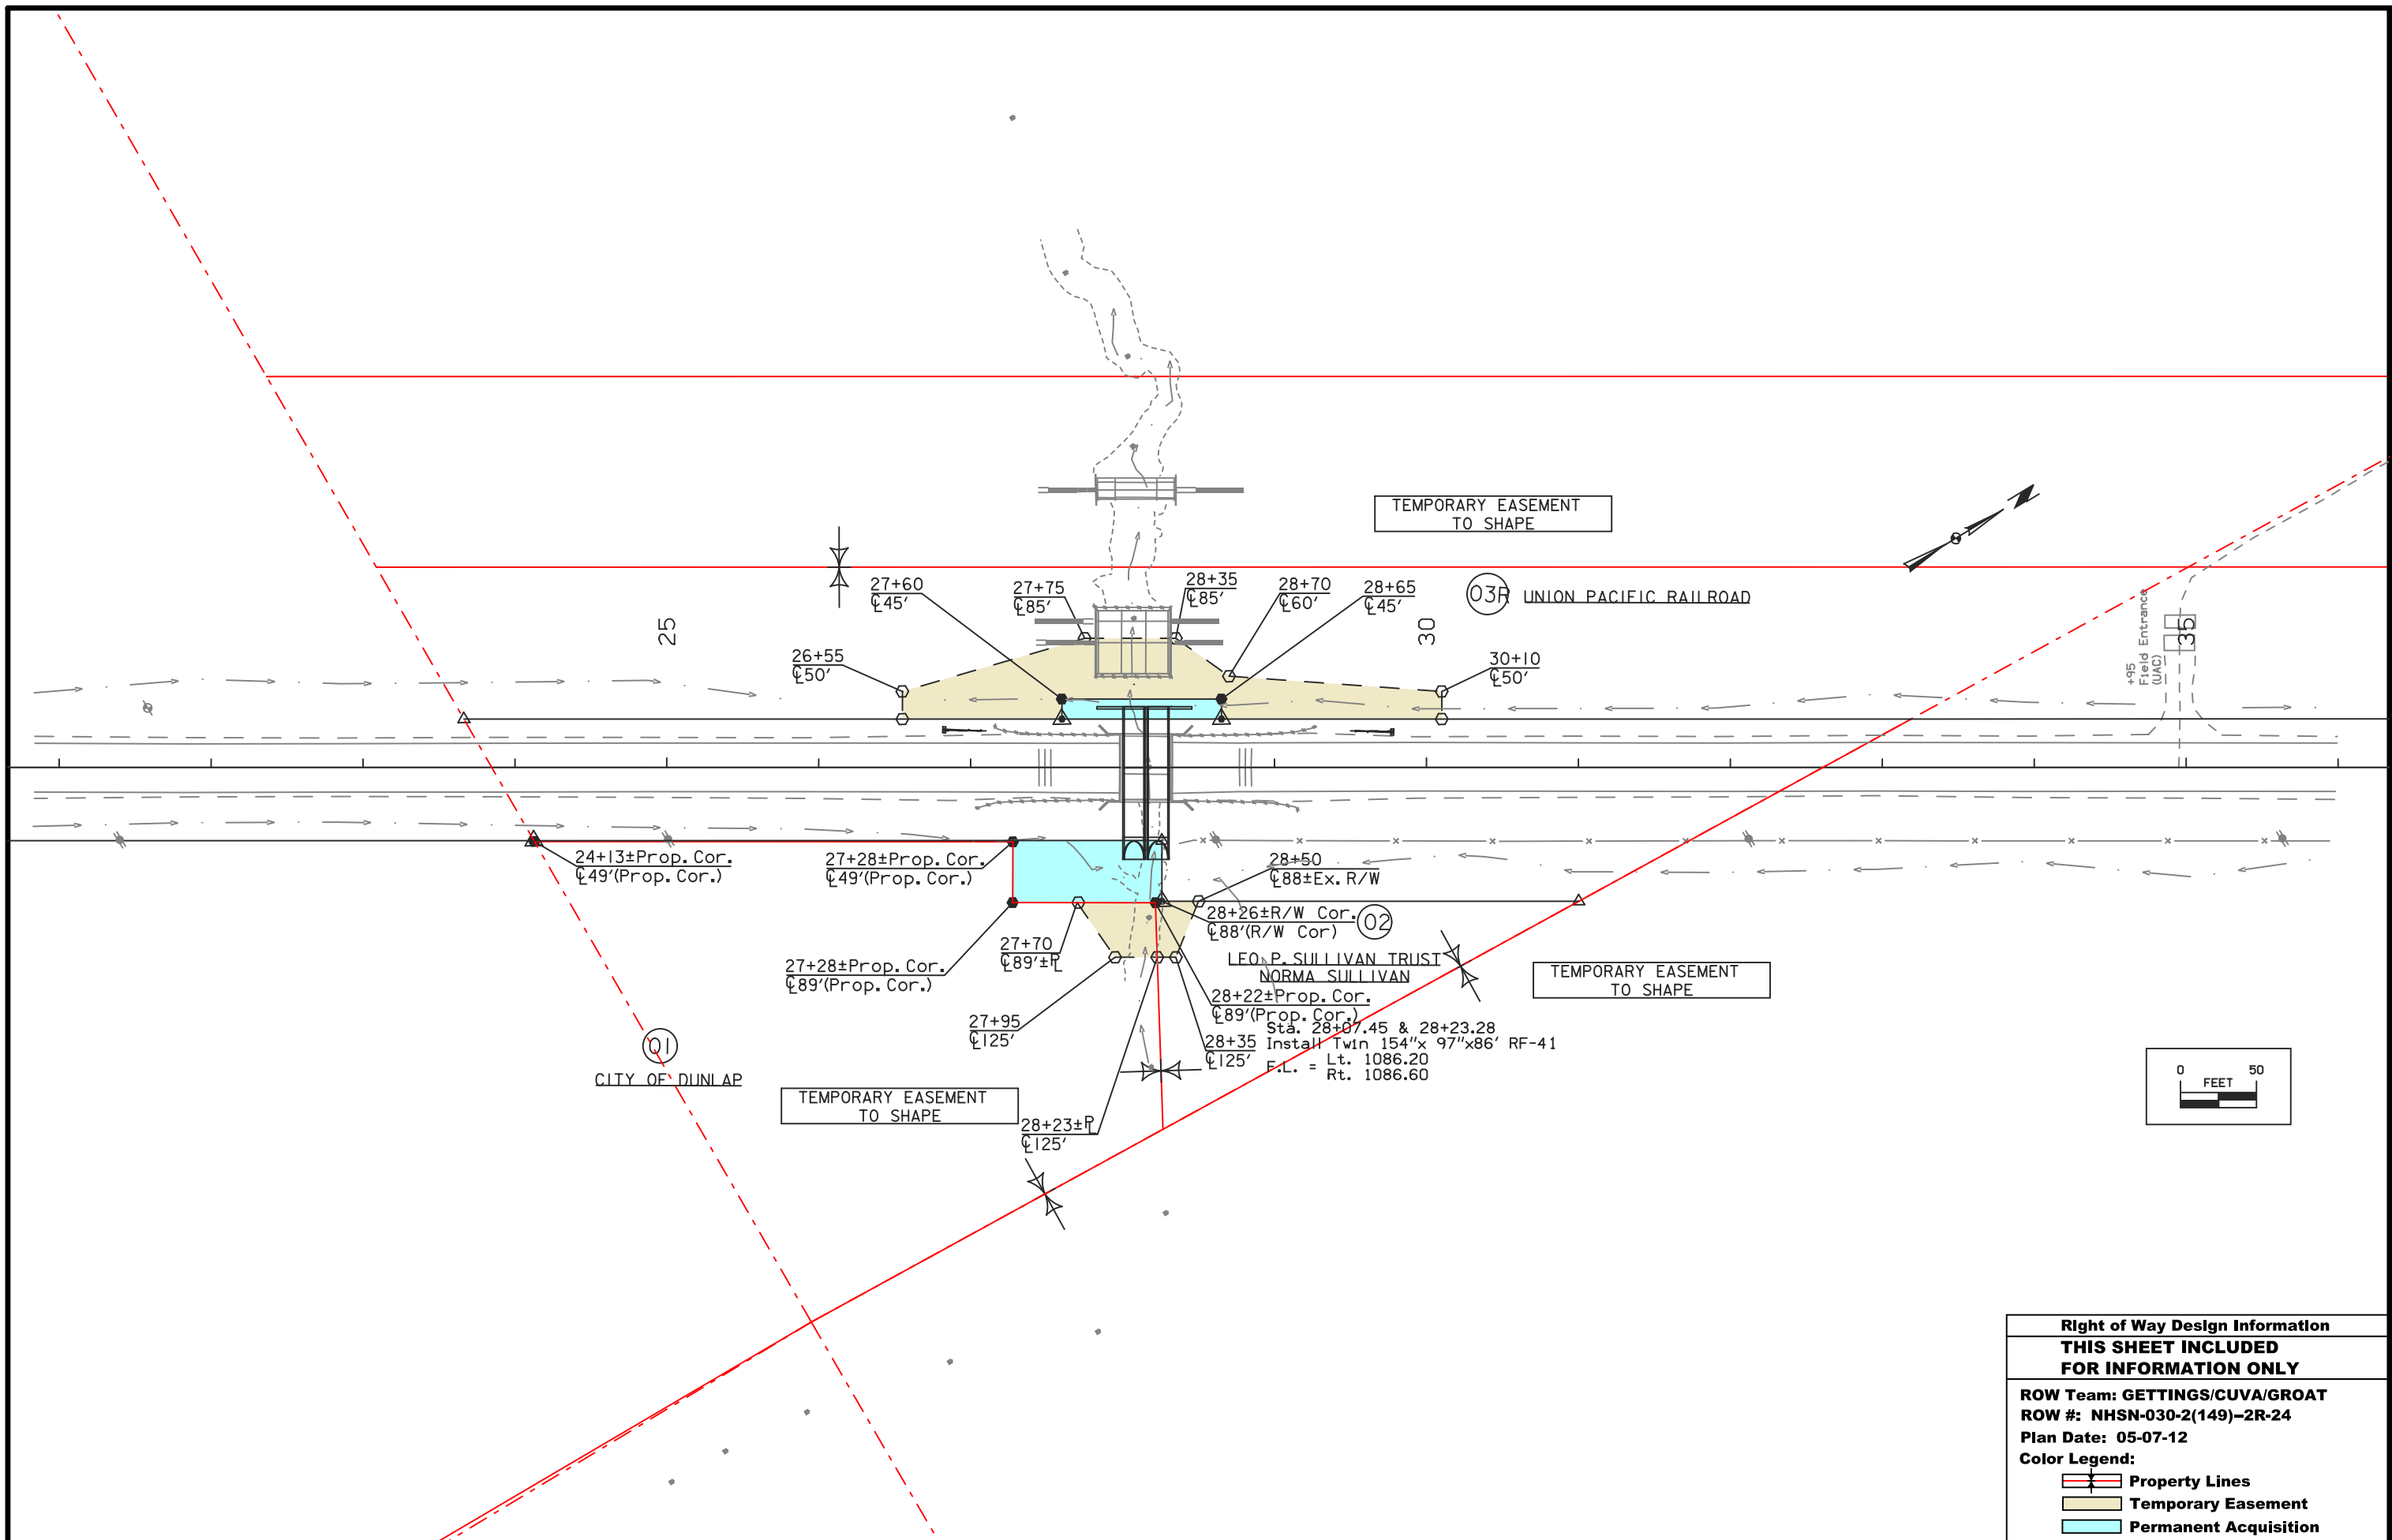 TEMPORARY EASEMENT
TO SHAPE
27+60
℄45'
27+75
℄85'
28+35
℄85'
28+70
℄60'
28+65
℄45'
03R UNION PACIFIC RAILROAD
25
30
35
+95
Field Entrance
(UAC)
26+55
℄50'
30+10
℄50'
24+13±Prop. Cor.
℄49'(Prop. Cor.)
27+28±Prop. Cor.
℄49'(Prop. Cor.)
28+50
℄88±Ex. R/W
28+26±R/W Cor.
℄88'(R/W Cor)
02
27+70
℄89'±PL
LEO P. SULLIVAN TRUST
NORMA SULLIVAN
27+28±Prop. Cor.
℄89'(Prop. Cor.)
TEMPORARY EASEMENT
TO SHAPE
28+22±Prop. Cor.
℄89'(Prop. Cor.)
27+95
℄125'
28+35
℄125'
Sta. 28+07.45 & 28+23.28
Install Twin 154"x 97"x86' RF-41
F.L. = Lt. 1086.20
Rt. 1086.60
01
CITY OF DUNLAP
TEMPORARY EASEMENT
TO SHAPE
28+23±PL
℄125'
0 50
FEET
Right of Way Design Information
THIS SHEET INCLUDED
FOR INFORMATION ONLY
ROW Team: GETTINGS/CUVA/GROAT
ROW #: NHSN-030-2(149)--2R-24
Plan Date: 05-07-12
Color Legend:
Property Lines
Temporary Easement
Permanent Acquisition